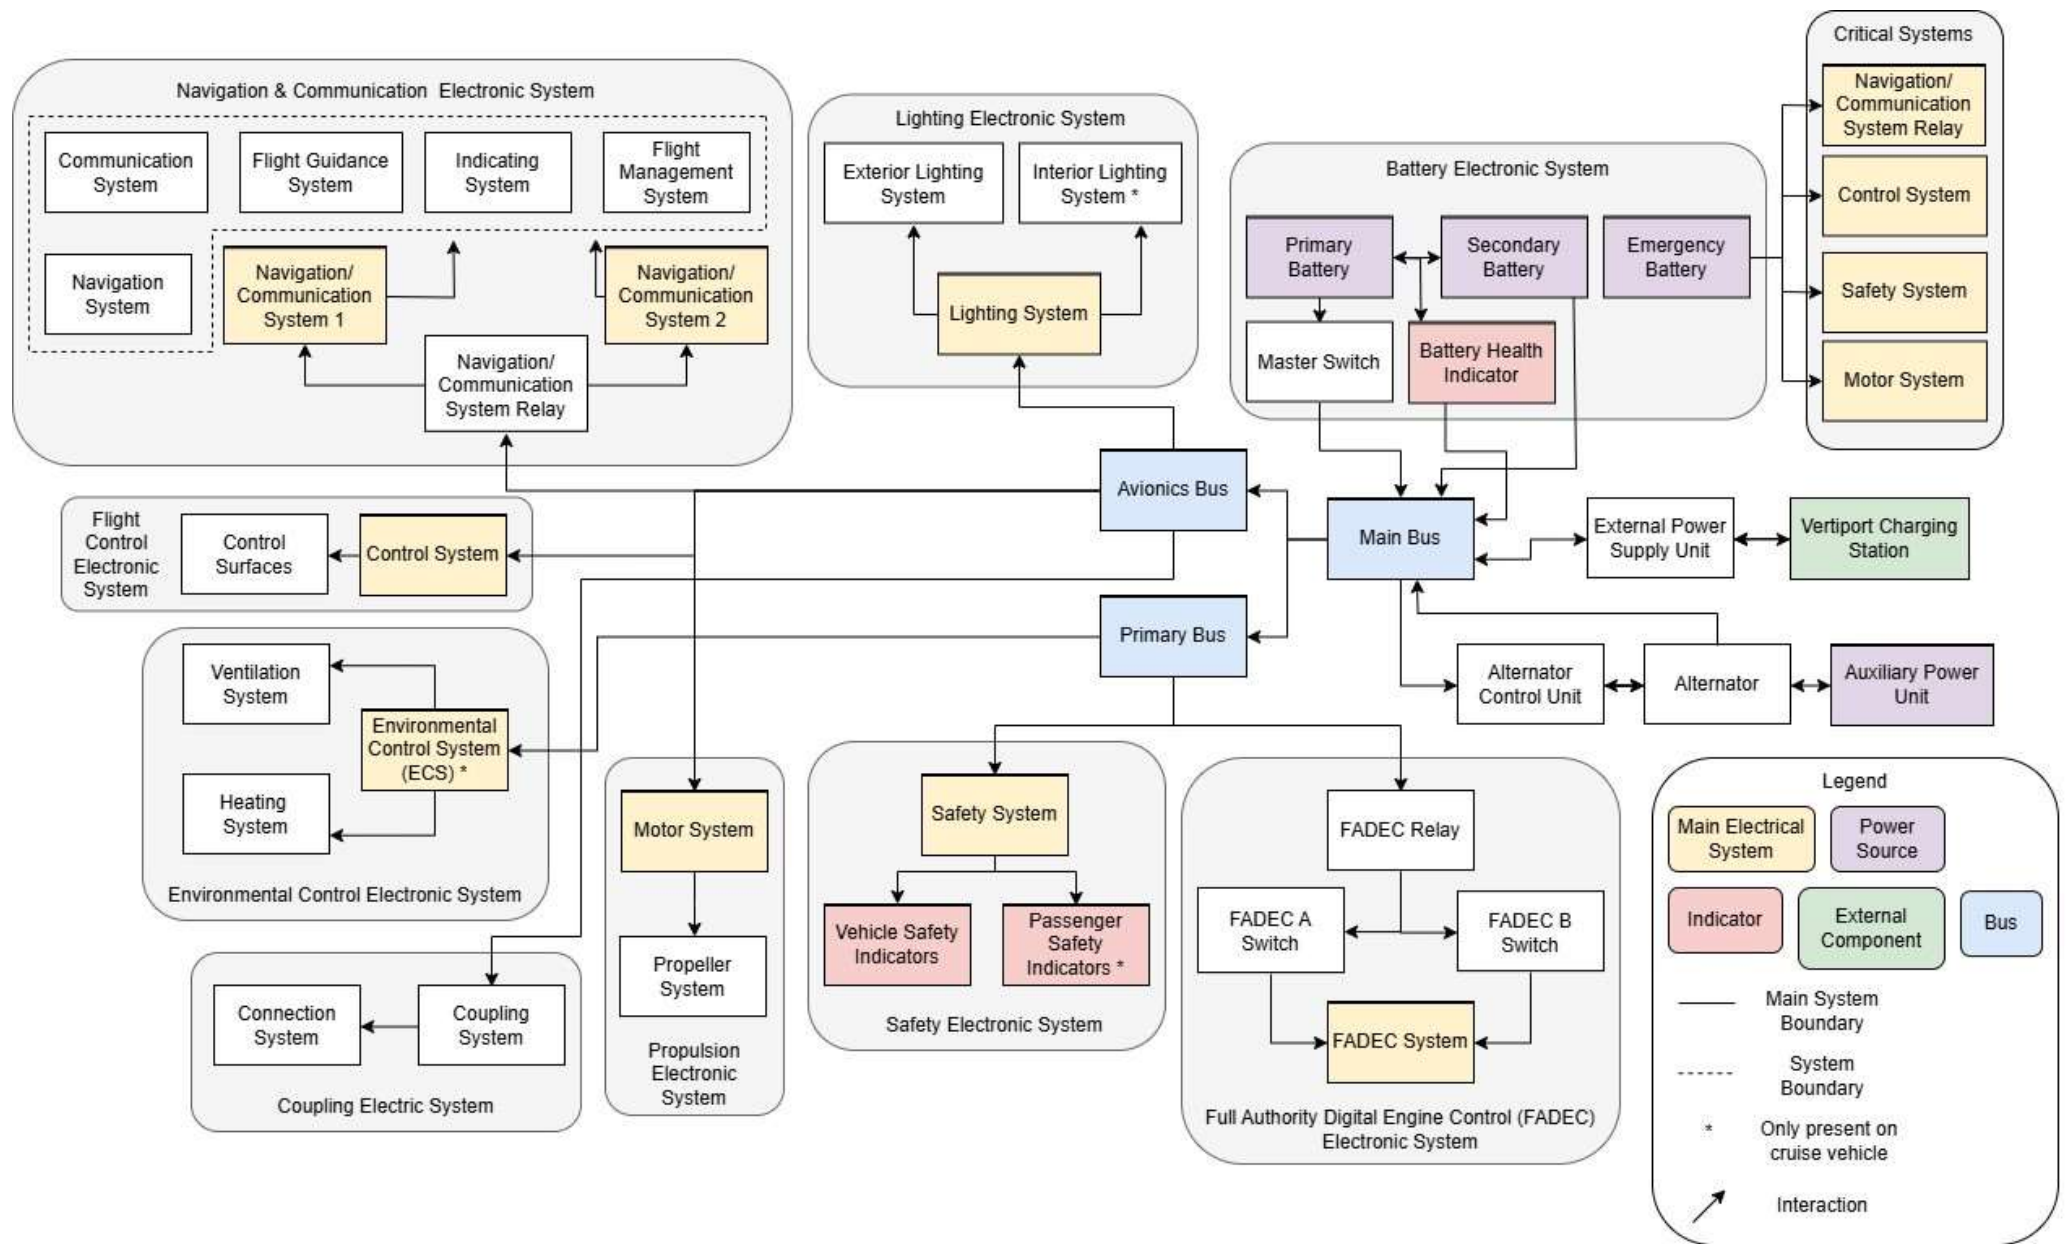 Navigation & Communication Electronic System
Communication
System
Flight Guidance
System
Indicating
System
Flight
Management
System
Navigation
System
Navigation/
Communication
System 1
Navigation/
Communication
System 2
Navigation/
Communication
System Relay
Lighting Electronic System
Exterior Lighting
System
Interior Lighting
System *
Lighting System
Battery Electronic System
Primary
Battery
Secondary
Battery
Emergency
Battery
Master Switch
Battery Health
Indicator
Critical Systems
Navigation/
Communication
System Relay
Control System
Safety System
Motor System
Avionics Bus
Main Bus
Primary Bus
External Power
Supply Unit
Vertiport Charging
Station
Alternator
Control Unit
Alternator
Auxiliary Power
Unit
Flight
Control
Electronic
System
Control
Surfaces
Control System
Ventilation
System
Environmental
Control System
(ECS) *
Heating
System
Environmental Control Electronic System
Connection
System
Coupling
System
Coupling Electric System
Motor System
Propeller
System
Propulsion
Electronic
System
Safety System
Vehicle Safety
Indicators
Passenger
Safety
Indicators *
Safety Electronic System
FADEC Relay
FADEC A
Switch
FADEC B
Switch
FADEC System
Full Authority Digital Engine Control (FADEC)
Electronic System
Legend
Main Electrical
System
Power
Source
Indicator
External
Component
Bus
Main System
Boundary
System
Boundary
*
Only present on
cruise vehicle
Interaction